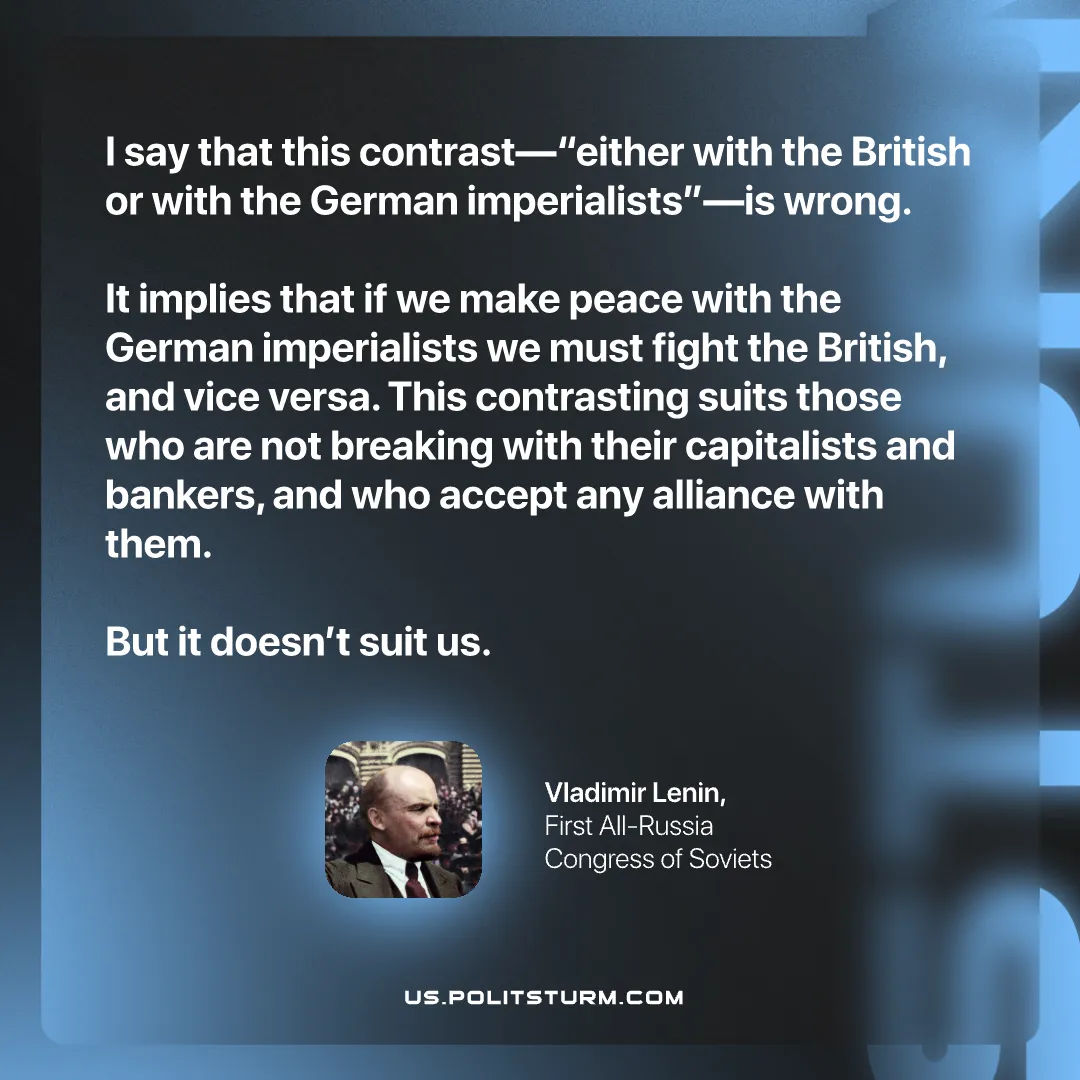 I say that this contrast—“either with the British
or with the German imperialists”—is wrong.
It implies that if we make peace with the
German imperialists we must fight the British,
and vice versa. This contrasting suits those
who are not breaking with their capitalists and
bankers, and who accept any alliance with
them.
But it doesn’t suit us.
Vladimir Lenin,
First All-Russia
Congress of Soviets
US.POLITSTURM.COM